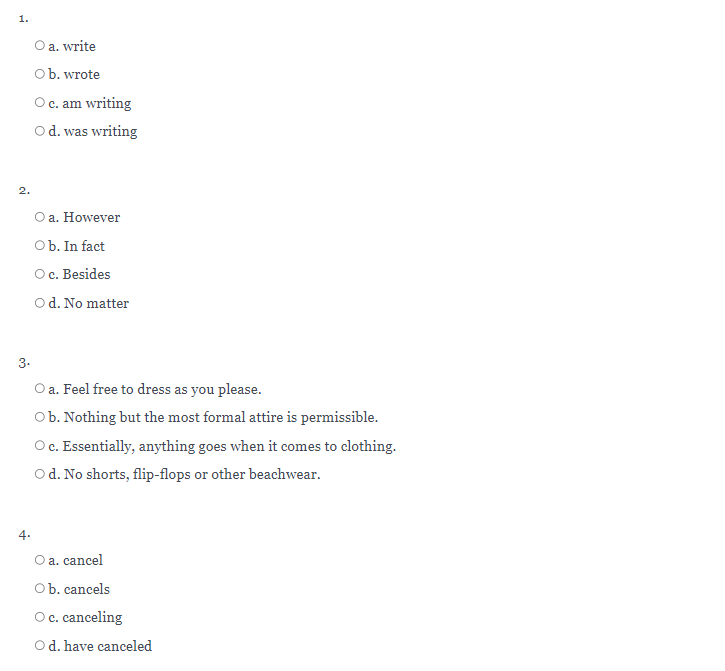 1.
a. write
b. wrote
c. am writing
d. was writing
2.
a. However
b. In fact
c. Besides
d. No matter
3.
a. Feel free to dress as you please.
b. Nothing but the most formal attire is permissible.
c. Essentially, anything goes when it comes to clothing.
d. No shorts, flip-flops or other beachwear.
4.
a. cancel
b. cancels
c. canceling
d. have canceled